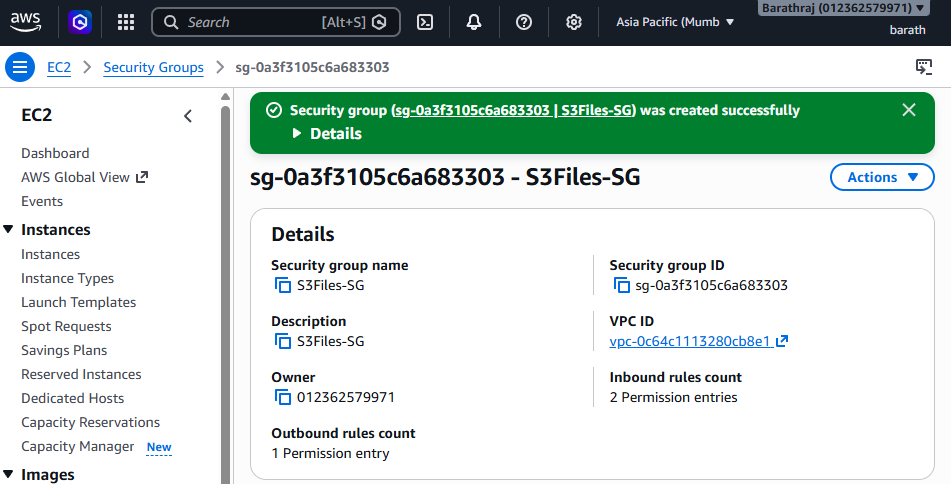 aws
Search
[Alt+S]
Asia Pacific (Mumb
Barathraj (012362579971)
barath
EC2
Security Groups
sg-0a3f3105c6a683303
EC2
Dashboard
AWS Global View
Events
Instances
Instances
Instance Types
Launch Templates
Spot Requests
Savings Plans
Reserved Instances
Dedicated Hosts
Capacity Reservations
Capacity Manager New
Images
Security group (sg-0a3f3105c6a683303 | S3Files-SG) was created successfully
Details
sg-0a3f3105c6a683303 - S3Files-SG
Actions
Details
Security group name
S3Files-SG
Security group ID
sg-0a3f3105c6a683303
Description
S3Files-SG
VPC ID
vpc-0c64c1113280cb8e1
Owner
012362579971
Inbound rules count
2 Permission entries
Outbound rules count
1 Permission entry